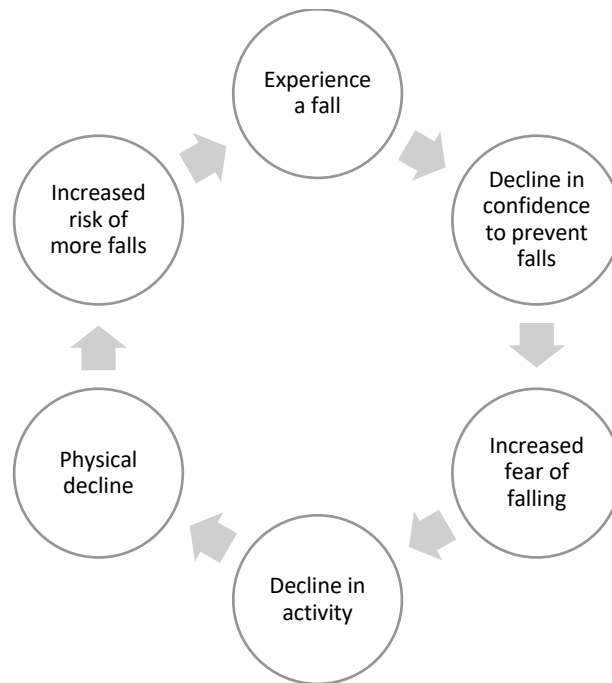 Experience
a fall
Decline in
confidence
to prevent
falls
Increased
fear of
falling
Decline in
activity
Physical
decline
Increased
risk of
more falls